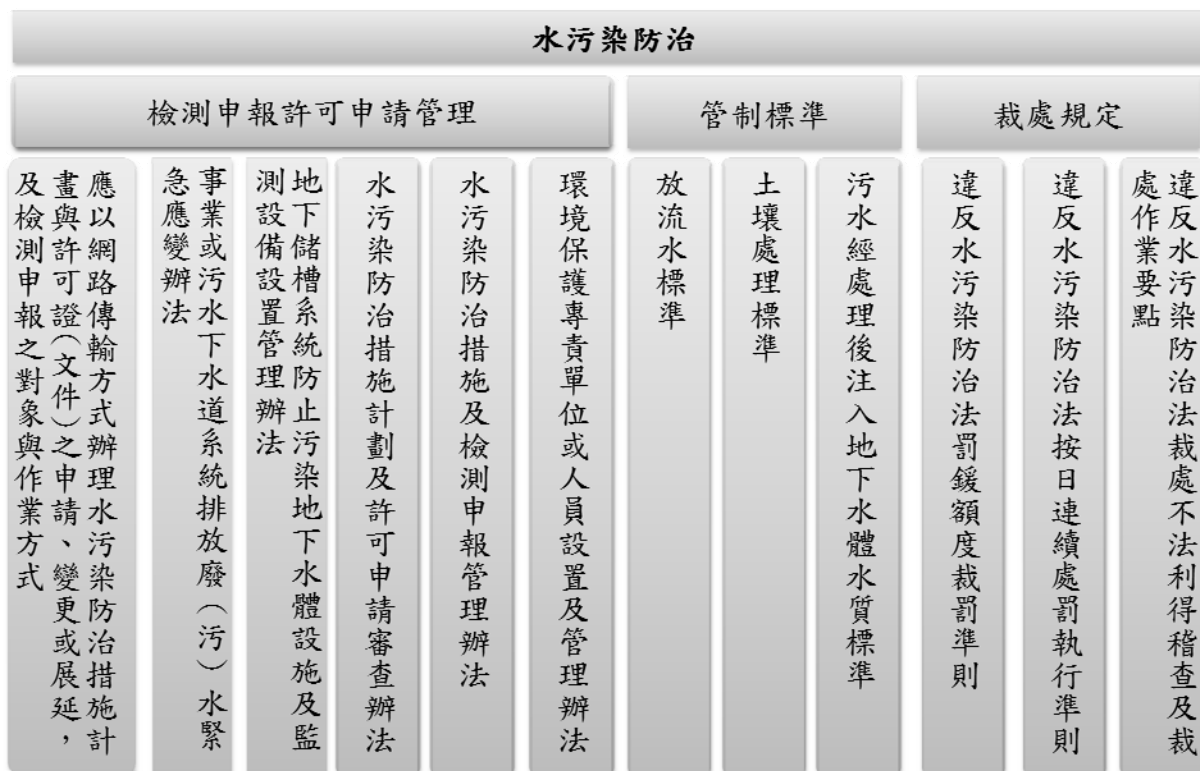 水污染防治
檢測申報許可申請管理
管制標準
裁處規定
應以網路傳輸方式辦理水污染防治措施計
畫與許可證(文件)之申請、變更或展延，
及檢測申報之對象與作業方式
事業或污水下水道系統排放廢(污)水緊
急應變辦法
地下儲槽系統防止污染地下水體設施及監
測設備設置管理辦法
水污染防治措施計劃及許可申請審查辦法
水污染防治措施及檢測申報管理辦法
環境保護專責單位或人員設置及管理辦法
放流水標準
土壤處理標準
污水經處理後注入地下水體水質標準
違反水污染防治法罰鍰額度裁罰準則
違反水污染防治法按日連續處罰執行準則
違反水污染防治法裁處不法利得稽查及裁
處作業要點